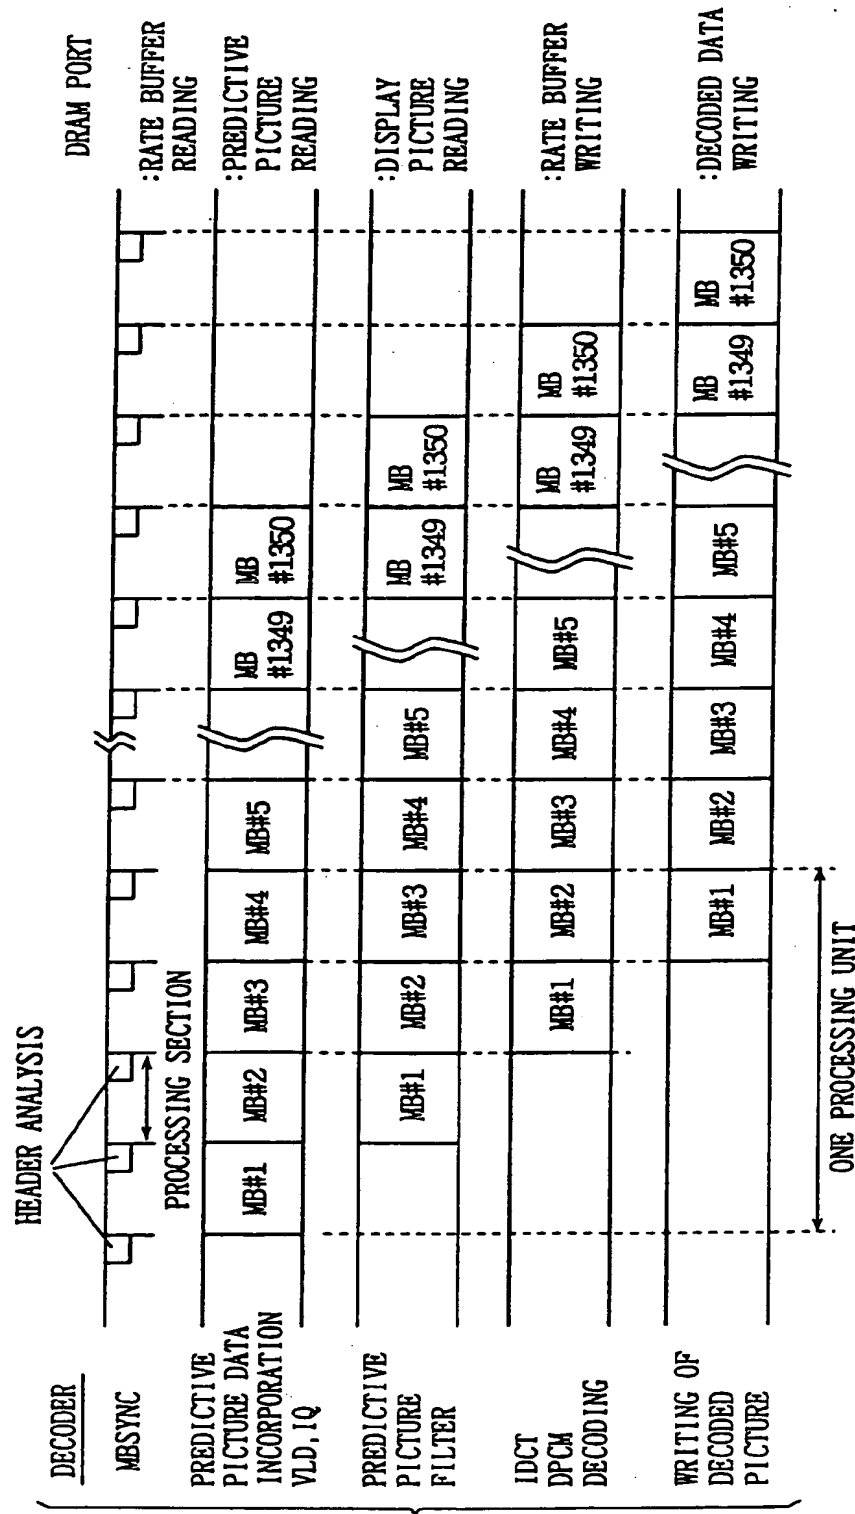 HEADER ANALYSIS
DECODER
DRAM PORT
MBSYNC
:RATE BUFFER
READING
PROCESSING SECTION
PREDICTIVE
PICTURE DATA
INCORPORATION
VLD,IQ
MB#1
MB#2
MB#3
MB#4
MB#5
MB
#1349
MB
#1350
:PREDICTIVE
PICTURE
READING
PREDICTIVE
PICTURE
FILTER
MB#1
MB#2
MB#3
MB#4
MB#5
MB
#1349
MB
#1350
:DISPLAY
PICTURE
READING
IDCT
DPCM
DECODING
MB#1
MB#2
MB#3
MB#4
MB#5
MB
#1349
MB
#1350
:RATE BUFFER
WRITING
WRITING OF
DECODED
PICTURE
MB#1
MB#2
MB#3
MB#4
MB#5
MB
#1349
MB
#1350
:DECODED DATA
WRITING
ONE PROCESSING UNIT